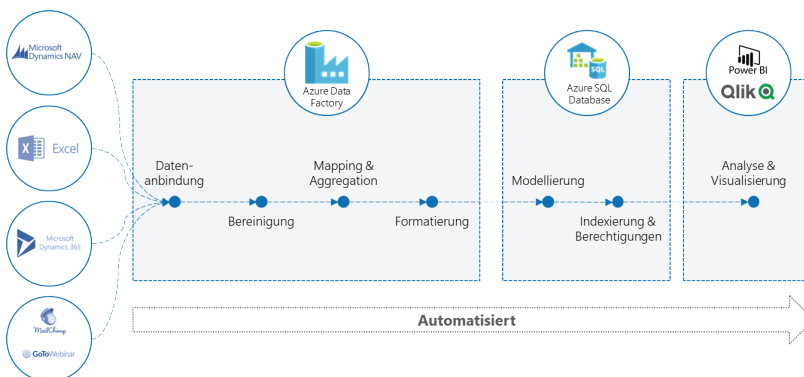 Microsoft
Dynamics NAV
Excel
Microsoft
Dynamics 365
MailChimp
GoToWebinar
Azure Data
Factory
Daten-
anbindung
Bereinigung
Mapping &
Aggregation
Formatierung
SQL
Azure SQL
Database
Modellierung
Indexierung &
Berechtigungen
Power BI
Qlik
Analyse &
Visualisierung
Automatisiert